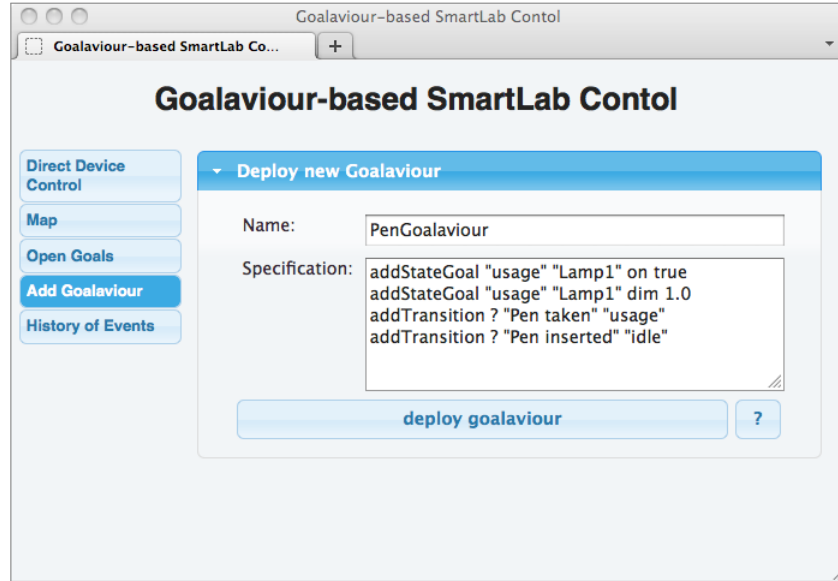 Goalaviour-based SmartLab Contol
Goalaviour-based SmartLab Co...
+
Goalaviour-based SmartLab Contol
Direct Device
Control
Map
Open Goals
Add Goalaviour
History of Events
Deploy new Goalaviour
Name:
PenGoalaviour
Specification:
addStateGoal "usage" "Lamp1" on true
addStateGoal "usage" "Lamp1" dim 1.0
addTransition ? "Pen taken" "usage"
addTransition ? "Pen inserted" "idle"
deploy goalaviour
?